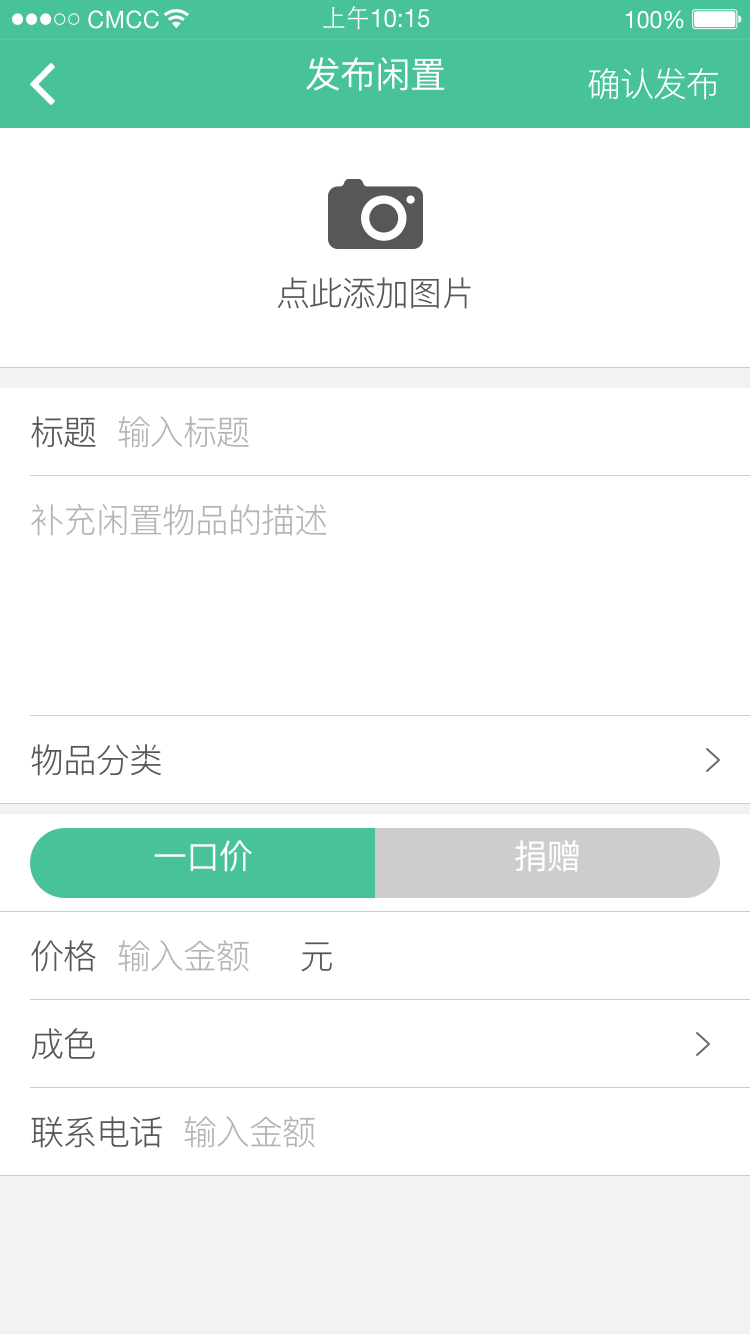 CMCC 上午10:15 100%
发布闲置 确认发布
点此添加图片
标题 输入标题
补充闲置物品的描述
物品分类
一口价 捐赠
价格 输入金额 元
成色
联系电话 输入金额